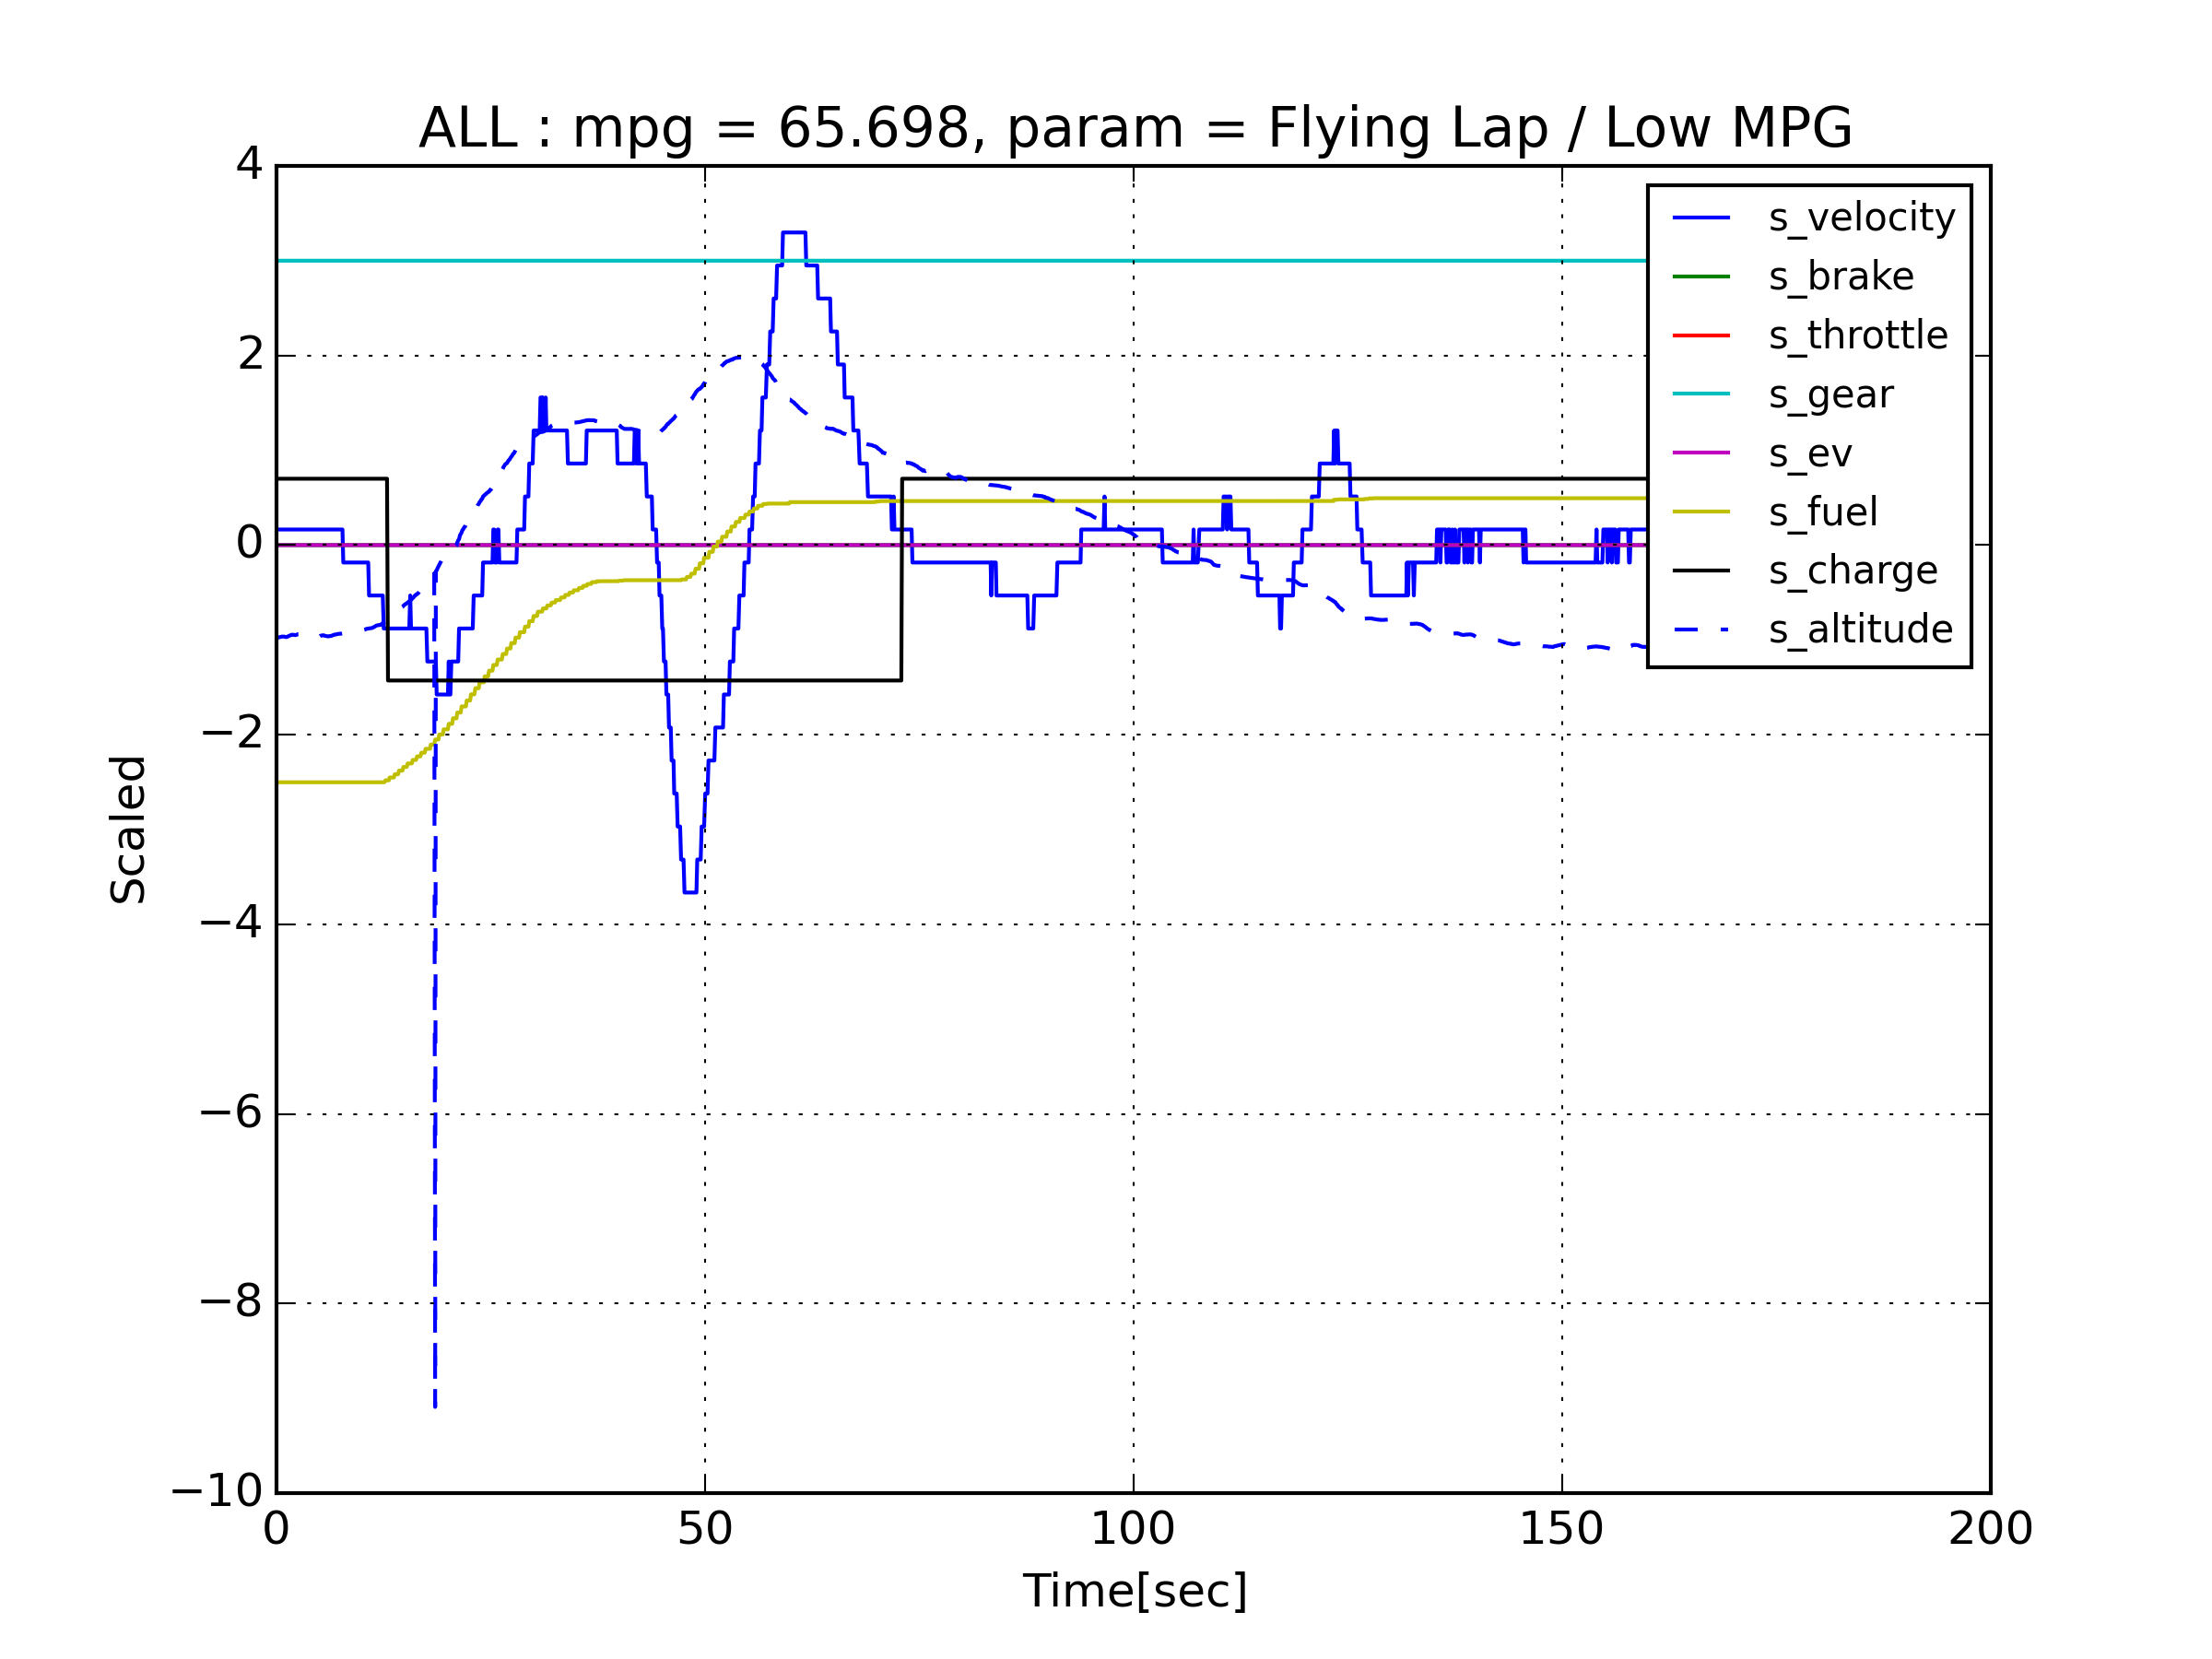 ALL : mpg = 65.698, param = Flying Lap / Low MPG
4
2
0
−2
−4
−6
−8
−10
Scaled
s_velocity
s_brake
s_throttle
s_gear
s_ev
s_fuel
s_charge
s_altitude
0
50
100
150
200
Time[sec]